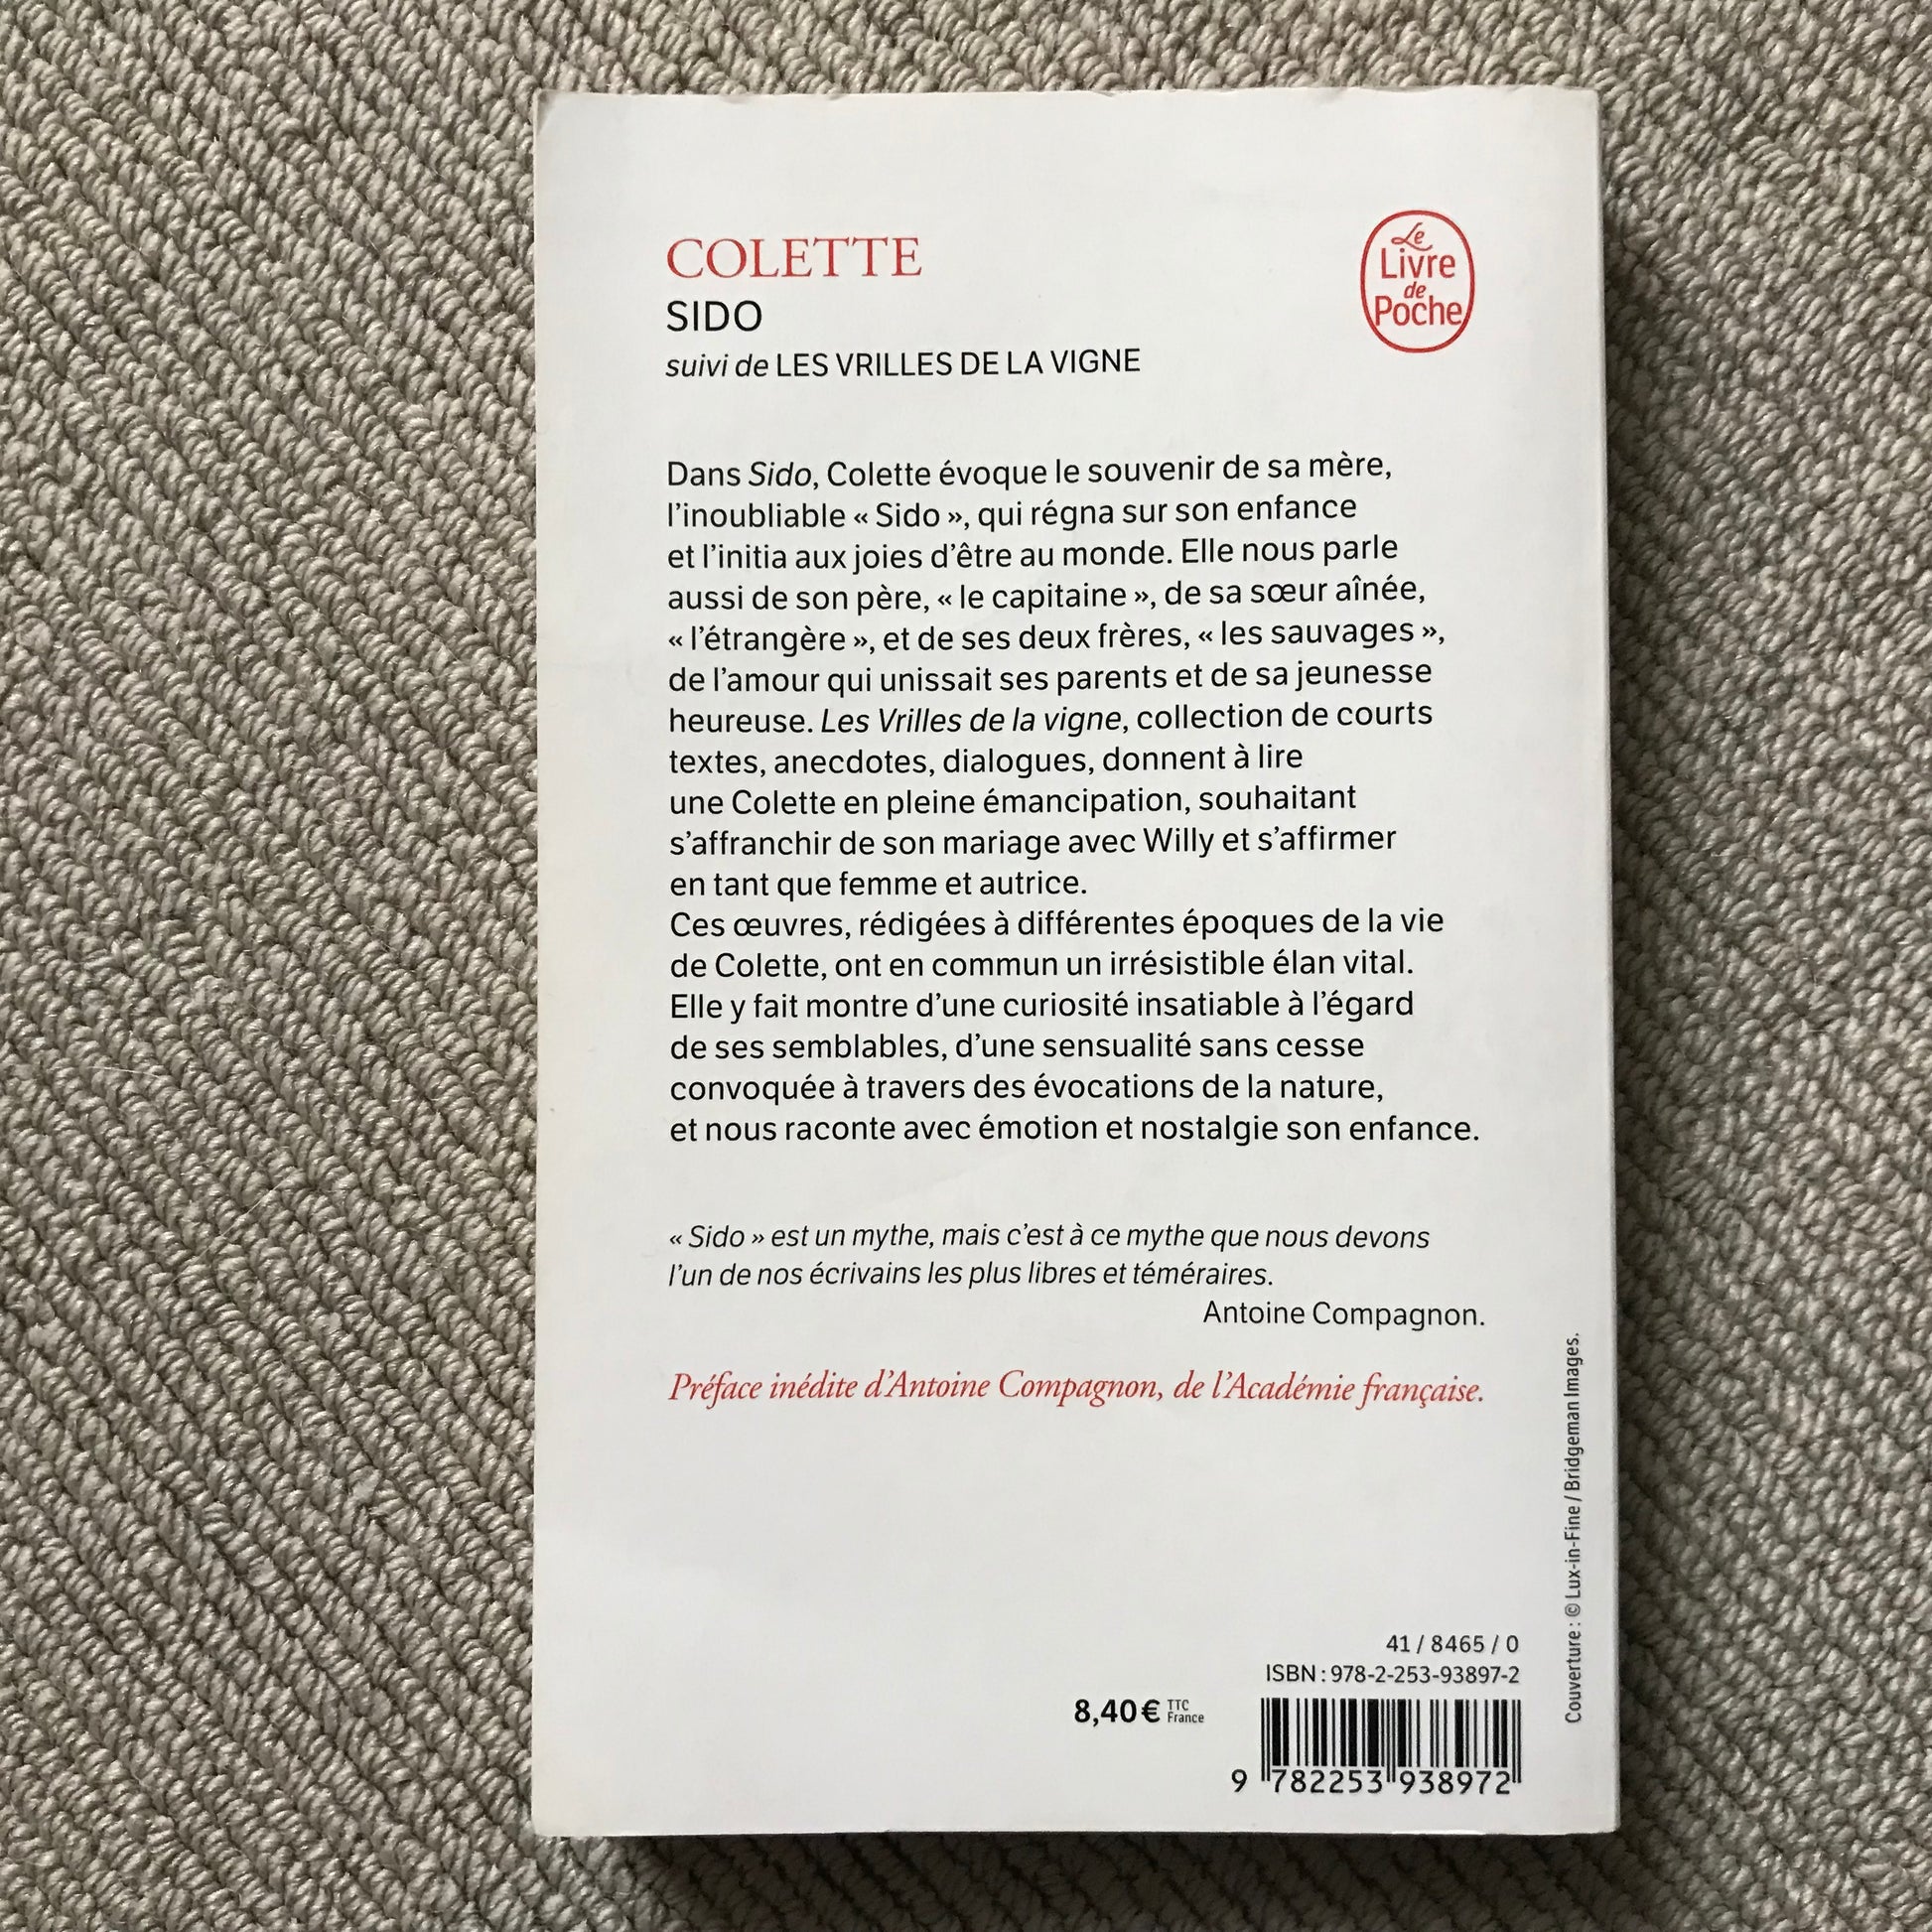 COLETTE
SIDO
suivi de LES VRILLES DE LA VIGNE
Le
Livre
de
Poche
Dans Sido, Colette évoque le souvenir de sa mère,
l'inoubliable « Sido », qui régna sur son enfance
et l'initia aux joies d'être au monde. Elle nous parle
aussi de son père, « le capitaine », de sa sœur aînée,
« l'étrangère », et de ses deux frères, « les sauvages »,
de l'amour qui unissait ses parents et de sa jeunesse
heureuse. Les Vrilles de la vigne, collection de courts
textes, anecdotes, dialogues, donnent à lire
une Colette en pleine émancipation, souhaitant
s'affranchir de son mariage avec Willy et s'affirmer
en tant que femme et autrice.
Ces œuvres, rédigées à différentes époques de la vie
de Colette, ont en commun un irrésistible élan vital.
Elle y fait montre d'une curiosité insatiable à l'égard
de ses semblables, d'une sensualité sans cesse
convoquée à travers des évocations de la nature,
et nous raconte avec émotion et nostalgie son enfance.
« Sido » est un mythe, mais c'est à ce mythe que nous devons
l'un de nos écrivains les plus libres et téméraires.
Antoine Compagnon.
Préface inédite d'Antoine Compagnon, de l'Académie française.
Couverture : © Lux-in-Fine / Bridgeman Images.
41 / 8465 / 0
ISBN : 978-2-253-93897-2
8,40 € TTC France
9 782253 938972